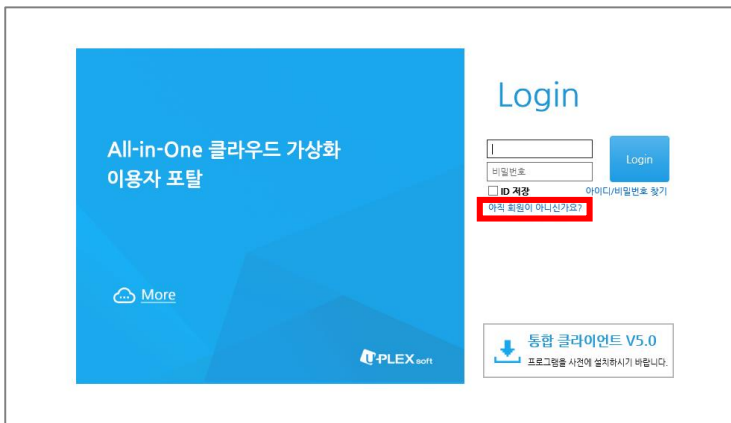 All-in-One 클라우드 가상화
이용자 포탈
More
U-PLEX soft
Login
비밀번호
Login
ID 저장
아이디/비밀번호 찾기
아직 회원이 아니신가요?
통합 클라이언트 V5.0
프로그램을 사전에 설치하시기 바랍니다.